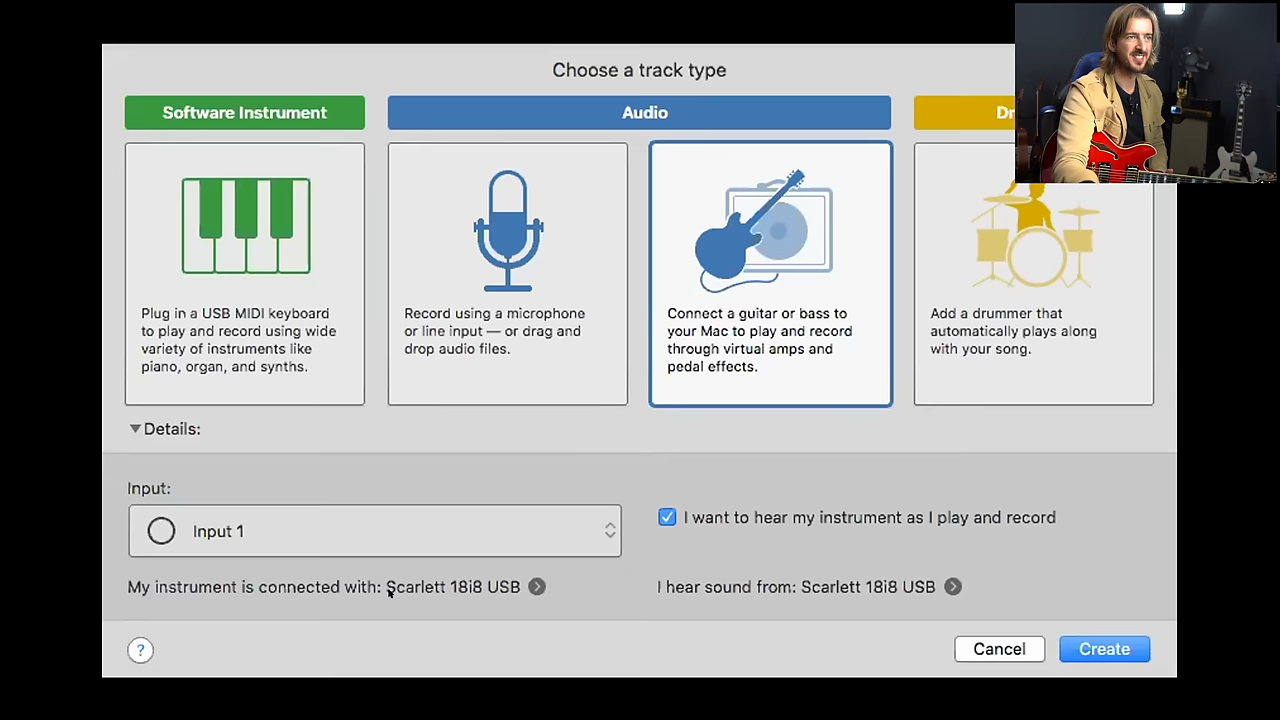 Choose a track type
Software Instrument
Audio
Dr
Plug in a USB MIDI keyboard
to play and record using wide
variety of instruments like
piano, organ, and synths.
Record using a microphone
or line input — or drag and
drop audio files.
Connect a guitar or bass to
your Mac to play and record
through virtual amps and
pedal effects.
Add a drummer that
automatically plays along
with your song.
Details:
Input:
Input 1
I want to hear my instrument as I play and record
My instrument is connected with: Scarlett 18i8 USB
I hear sound from: Scarlett 18i8 USB
?
Cancel
Create